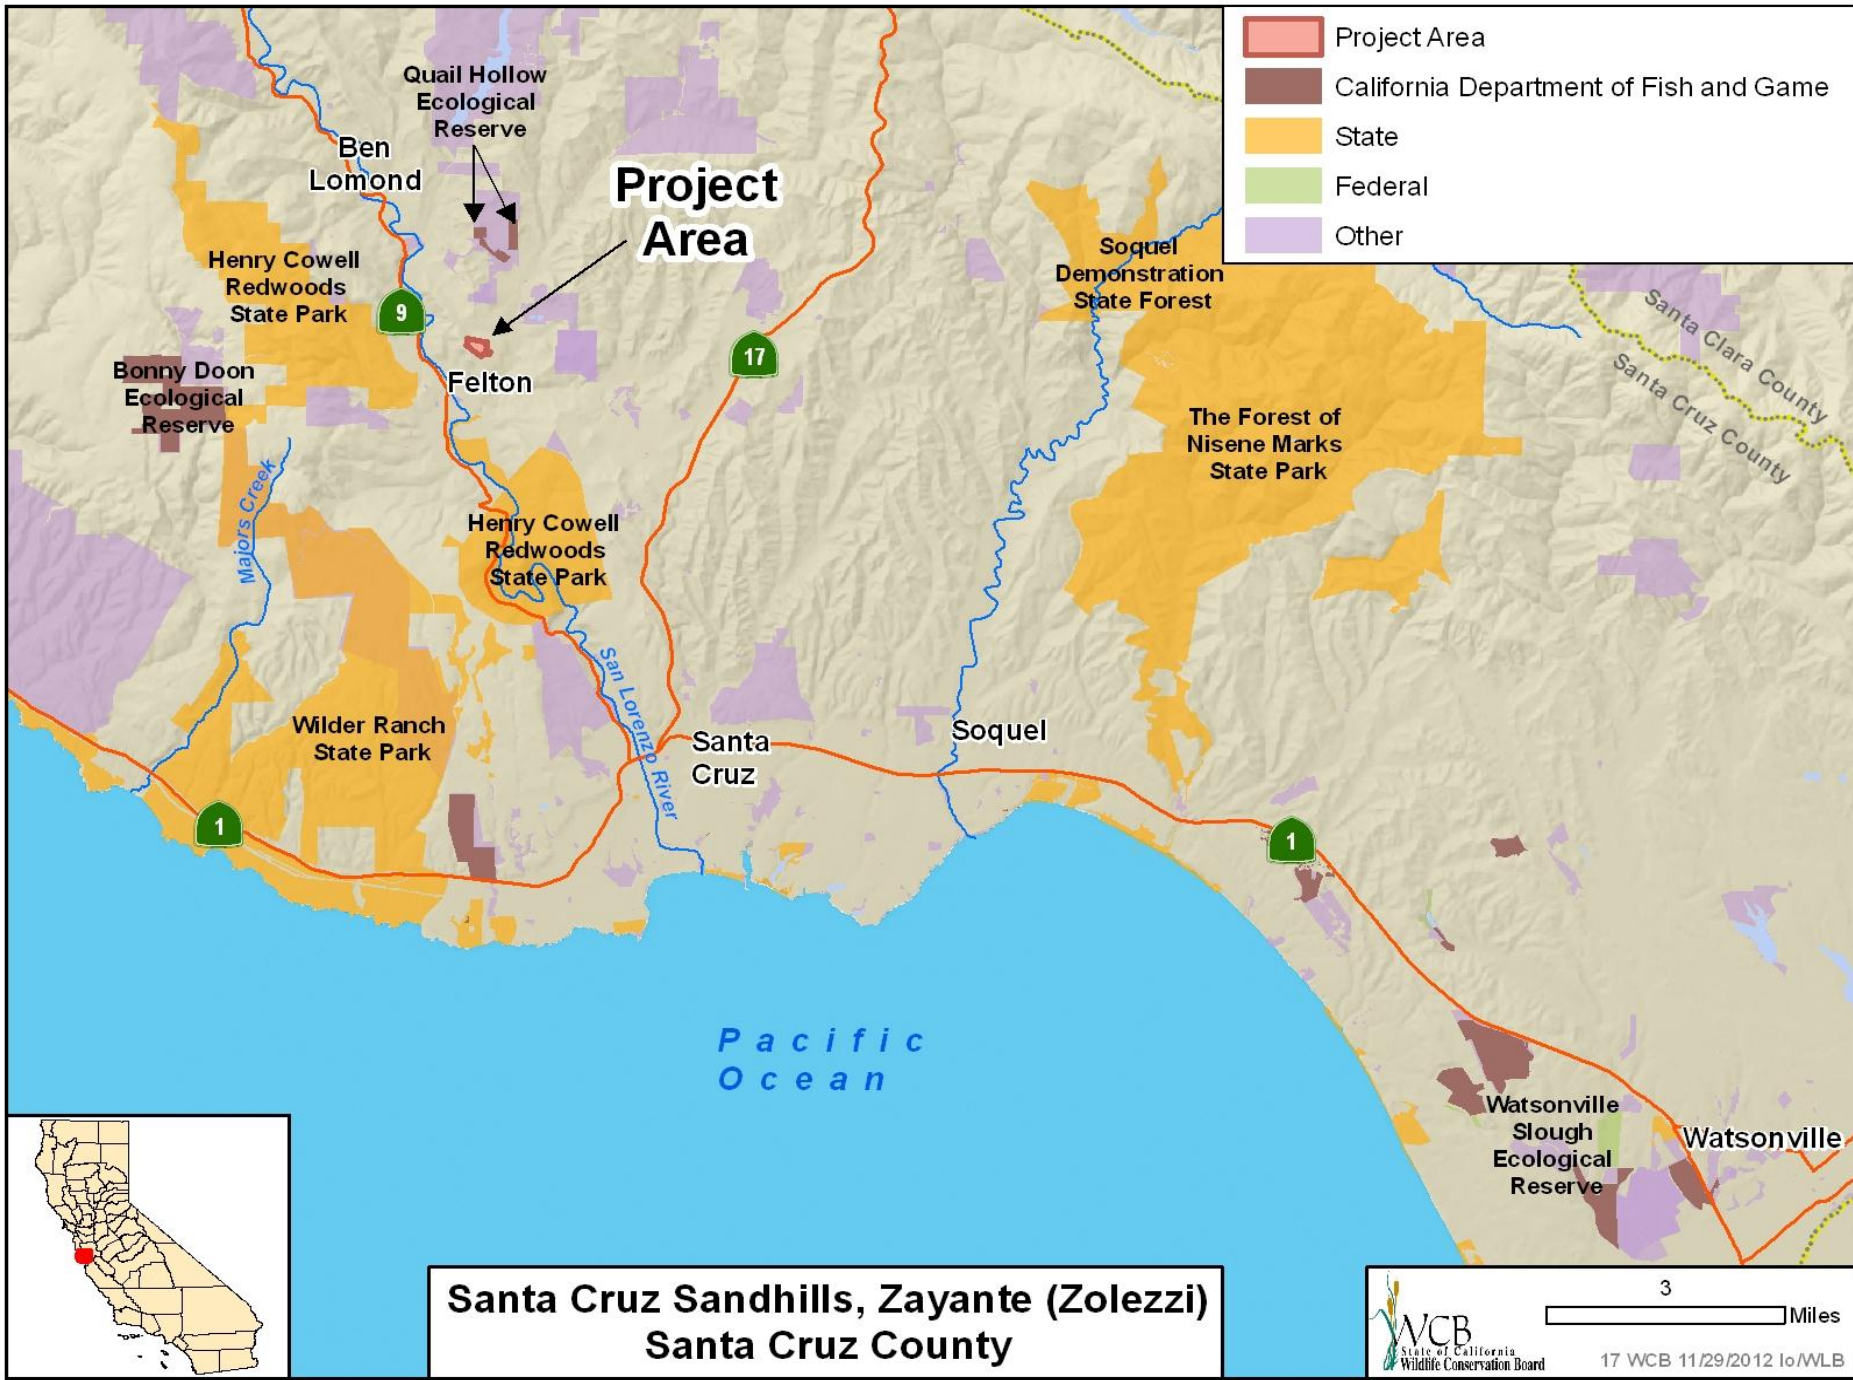 Project Area
California Department of Fish and Game
State
Federal
Other
Quail Hollow
Ecological
Reserve
Ben
Lomond
Project
Area
Henry Cowell
Redwoods
State Park
9
17
Soquel
Demonstration
State Forest
Santa Clara County
Santa Cruz County
Bonny Doon
Ecological
Reserve
Felton
The Forest of
Nisene Marks
State Park
Majors Creek
Henry Cowell
Redwoods
State Park
San Lorenzo River
Wilder Ranch
State Park
Santa
Cruz
Soquel
1
1
Pacific
Ocean
Watsonville
Slough
Ecological
Reserve
Watsonville
Santa Cruz Sandhills, Zayante (Zolezzi)
Santa Cruz County
3
Miles
WCB
State of California
Wildlife Conservation Board
17 WCB 11/29/2012 lo/WLB